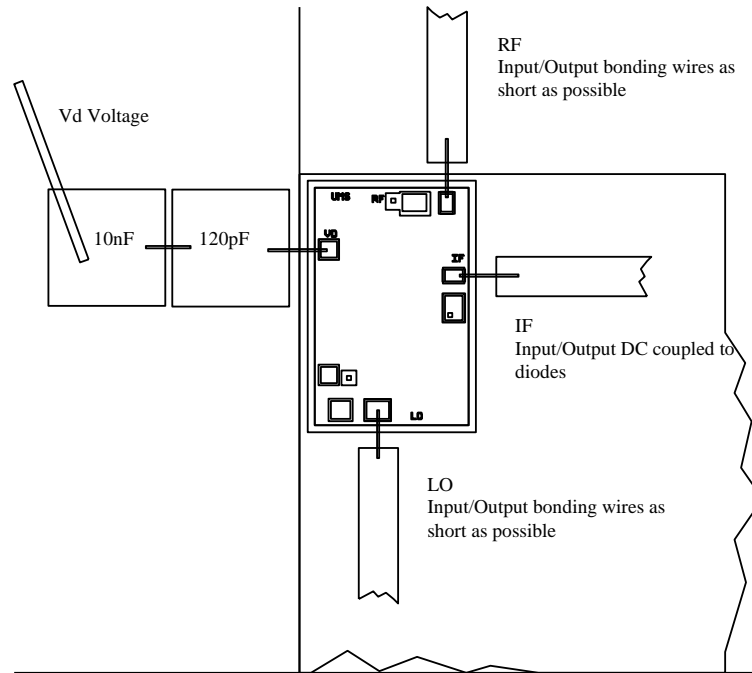 RF
Input/Output bonding wires as
short as possible
Vd Voltage
UMS
RF
10nF
120pF
VD
IF
IF
Input/Output DC coupled to
diodes
LO
LO
Input/Output bonding wires as
short as possible